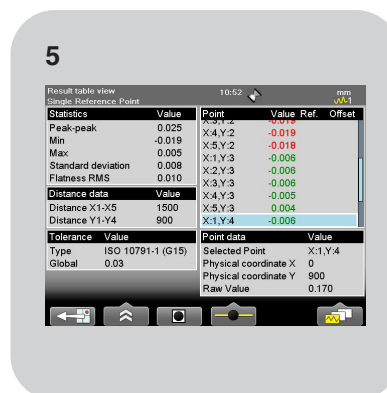 5
Result table view
Single Reference Point
10:52
mm
1
Statistics Value
Peak-peak 0.025
Min -0.019
Max 0.005
Standard deviation 0.008
Flatness RMS 0.010
Distance data Value
Distance X1-X5 1500
Distance Y1-Y4 900
Tolerance Value
Type ISO 10791-1 (G15)
Global 0.03
Point Value Ref. Offset
X:3,Y:2 -0.019
X:4,Y:2 -0.019
X:5,Y:2 -0.018
X:1,Y:3 -0.006
X:2,Y:3 -0.006
X:3,Y:3 -0.006
X:4,Y:3 -0.005
X:5,Y:3 0.004
X:1,Y:4 -0.006
Point data Value
Selected Point X:1,Y:4
Physical coordinate X 0
Physical coordinate Y 900
Raw Value 0.170